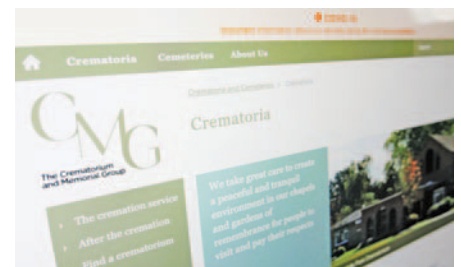 Crematoria Cemeteries About Us
Crematoria
CMG
The Crematorium
and Memorial Group
The cremation service
After the cremation
Find a crematorium
We take great care to create
a peaceful and tranquil
environment in our chapels
and gardens of
remembrance for people to
visit and pay their respects